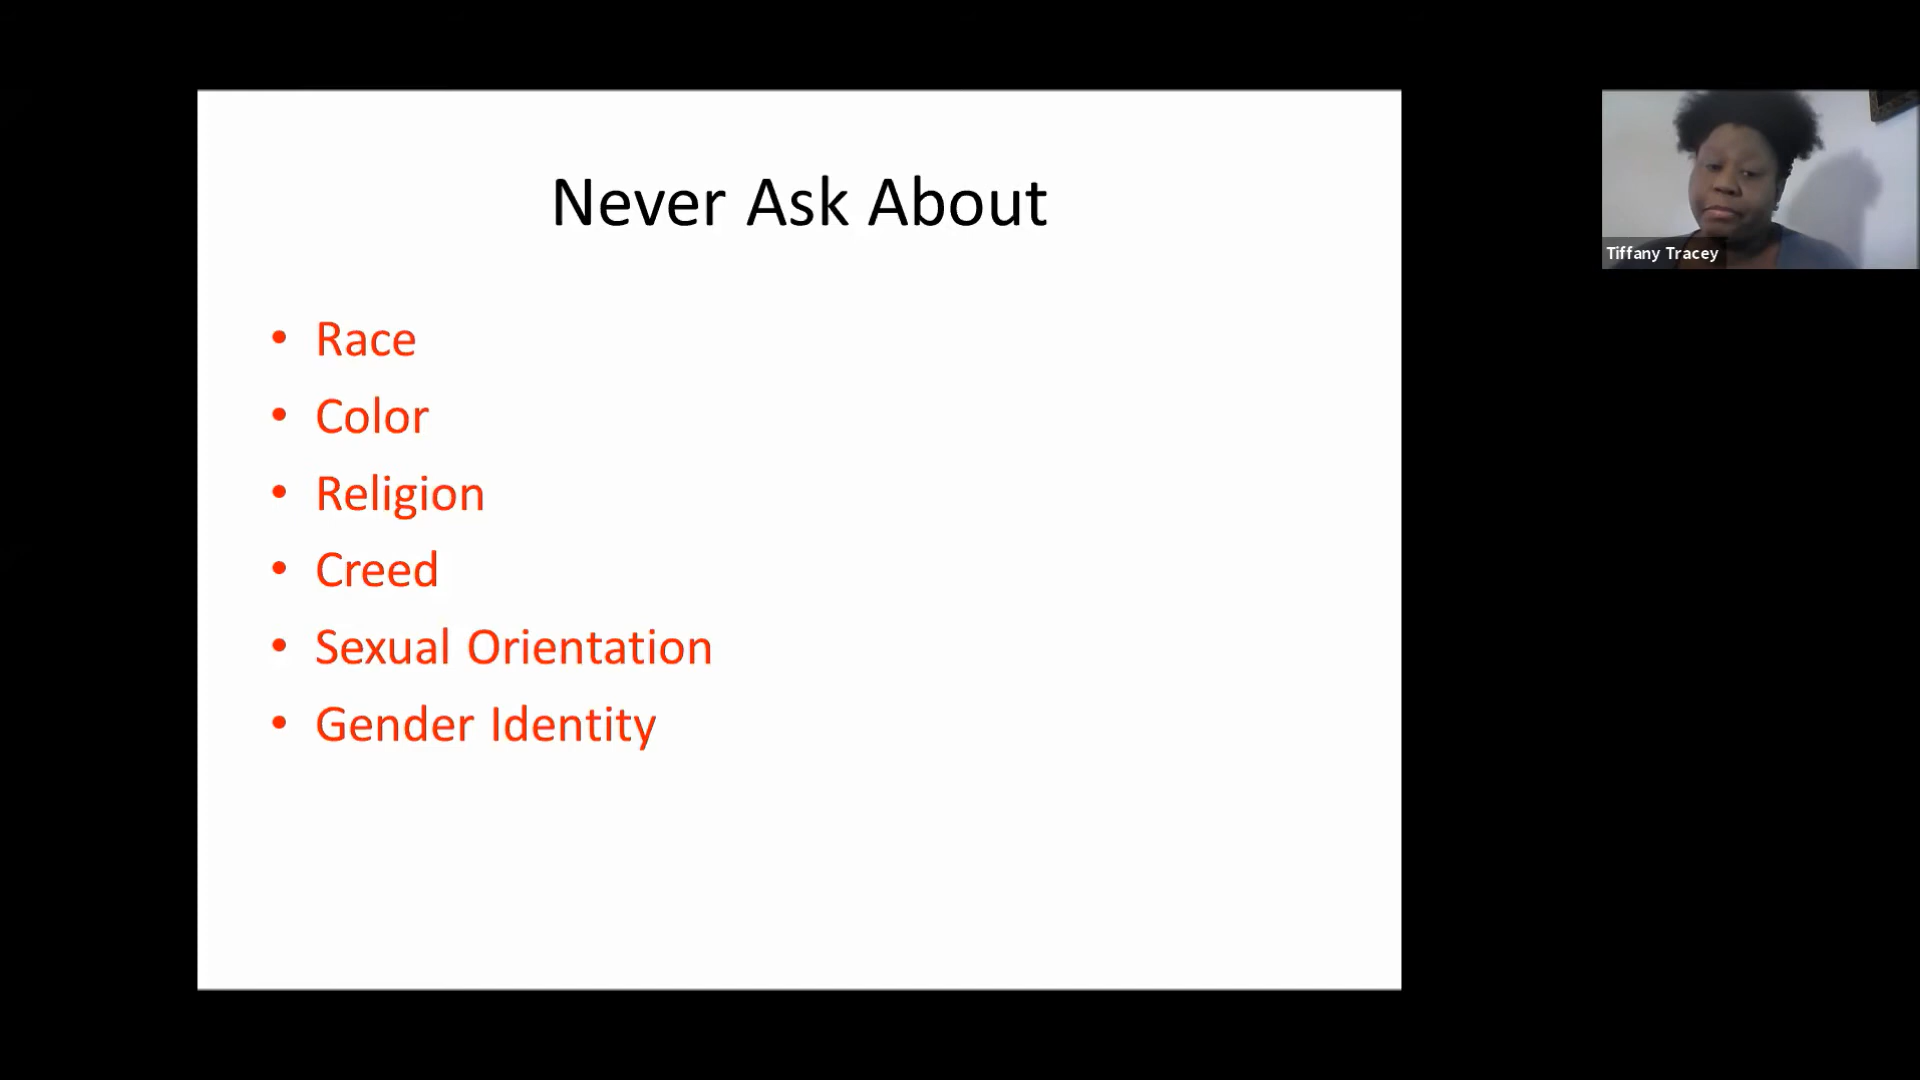 Never Ask About
• Race
• Color
• Religion
• Creed
• Sexual Orientation
• Gender Identity
Tiffany Tracey